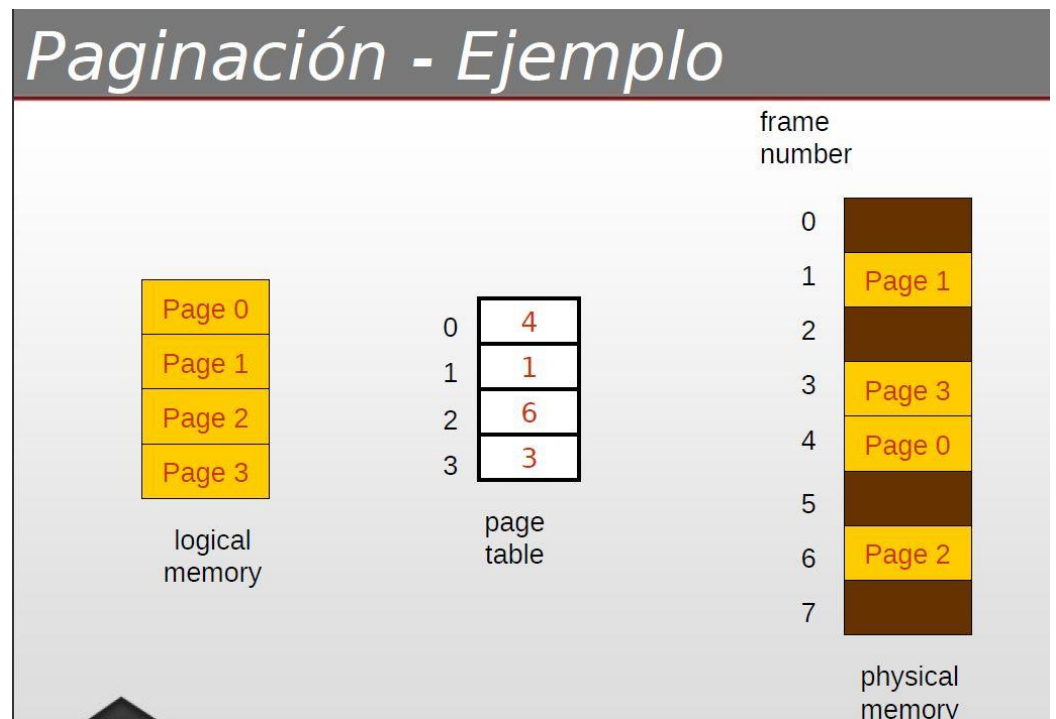 Paginación - Ejemplo
frame
number
Page 0
Page 1
Page 2
Page 3
logical
memory
0 4
1 1
2 6
3 3
page
table
0
1 Page 1
2
3 Page 3
4 Page 0
5
6 Page 2
7
physical
memory